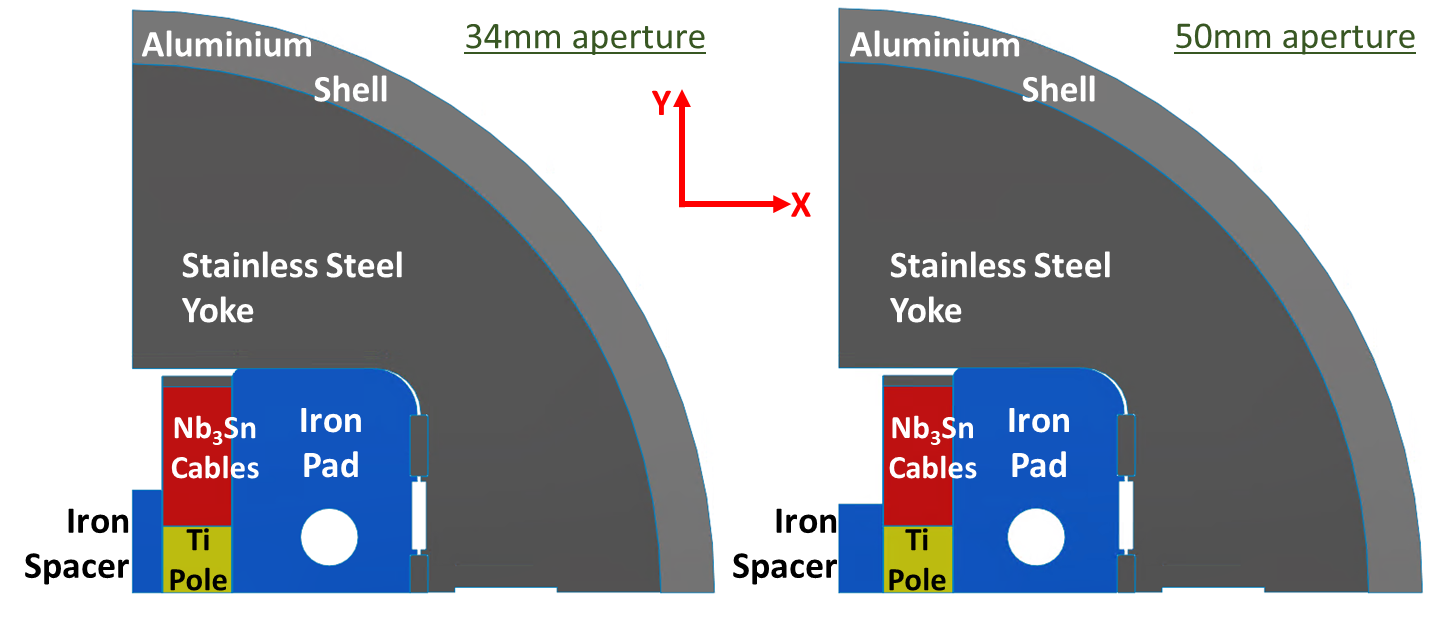 34mm aperture
Aluminium
Shell
Y
X
Stainless Steel
Yoke
Nb₃Sn
Cables
Iron
Pad
Iron
Spacer
Ti
Pole
50mm aperture
Aluminium
Shell
Stainless Steel
Yoke
Nb₃Sn
Cables
Iron
Pad
Iron
Spacer
Ti
Pole